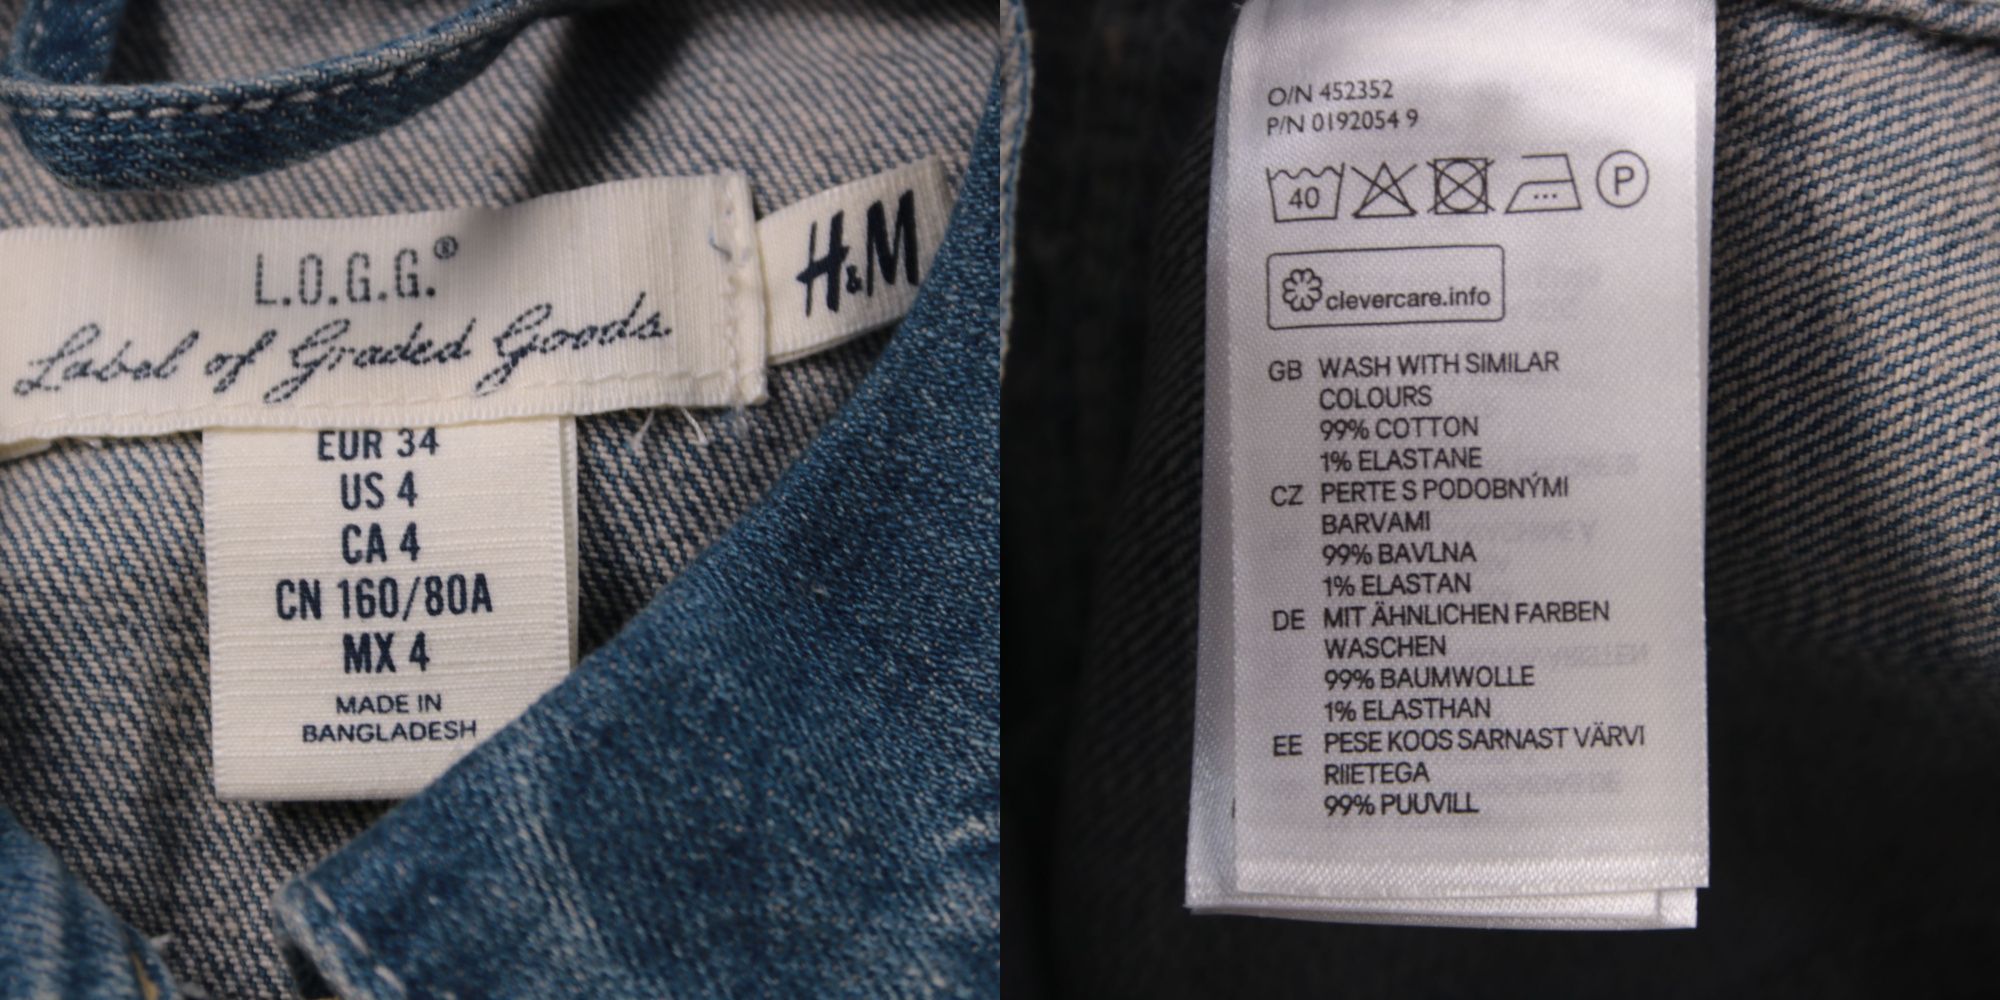 L.O.G.G.®
Label of Graded Goods
H&M
EUR 34
US 4
CA 4
CN 160/80A
MX 4
MADE IN
BANGLADESH
O/N 452352
P/N 0192054 9
40
P
clevercare.info
GB WASH WITH SIMILAR
COLOURS
99% COTTON
1% ELASTANE
CZ PERTE S PODOBNÝMI
BARVAMI
99% BAVLNA
1% ELASTAN
DE MIT ÄHNLICHEN FARBEN
WASCHEN
99% BAUMWOLLE
1% ELASTHAN
EE PESE KOOS SARNAST VÄRVI
RIIETEGA
99% PUUVILL